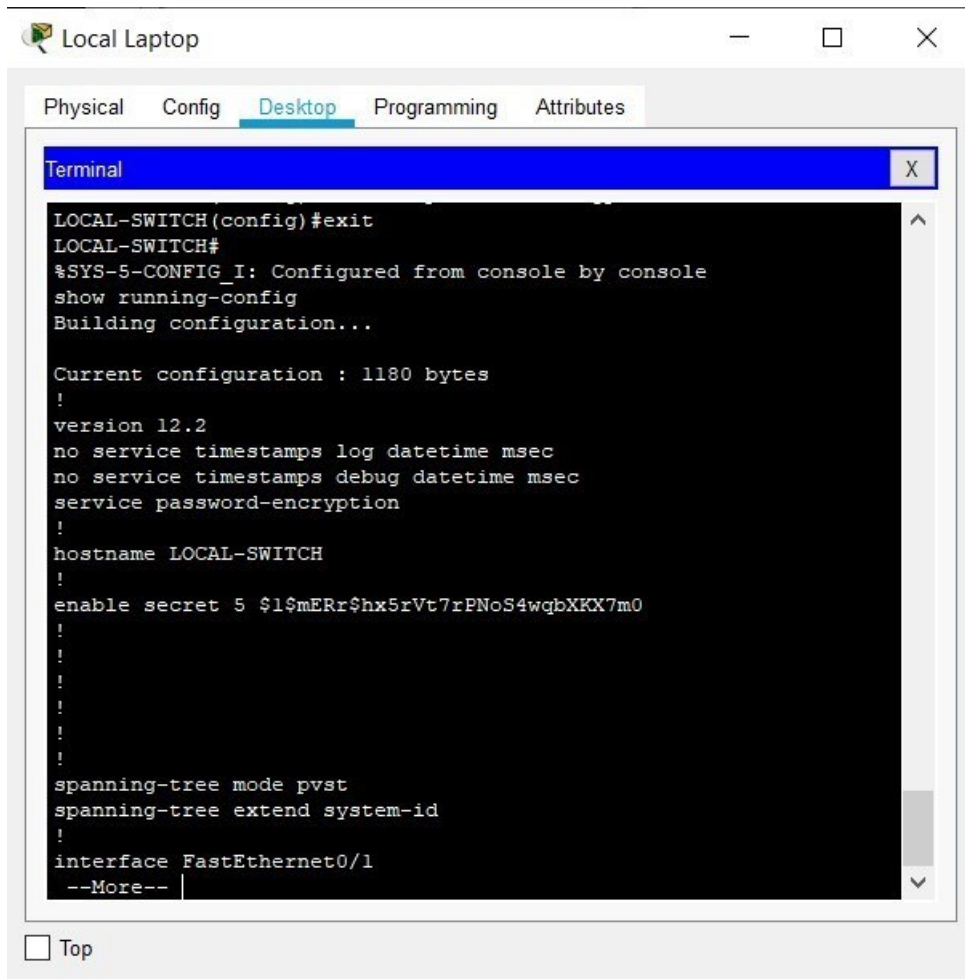 Local Laptop
Physical Config Desktop Programming Attributes
Terminal X
LOCAL-SWITCH(config)#exit
LOCAL-SWITCH#
%SYS-5-CONFIG_I: Configured from console by console
show running-config
Building configuration...
Current configuration : 1180 bytes
!
version 12.2
no service timestamps log datetime msec
no service timestamps debug datetime msec
service password-encryption
!
hostname LOCAL-SWITCH
!
enable secret 5 $1$mERr$hx5rVt7rPNoS4wqbXKX7m0
!
!
!
!
!
!
spanning-tree mode pvst
spanning-tree extend system-id
!
interface FastEthernet0/1
--More--
Top